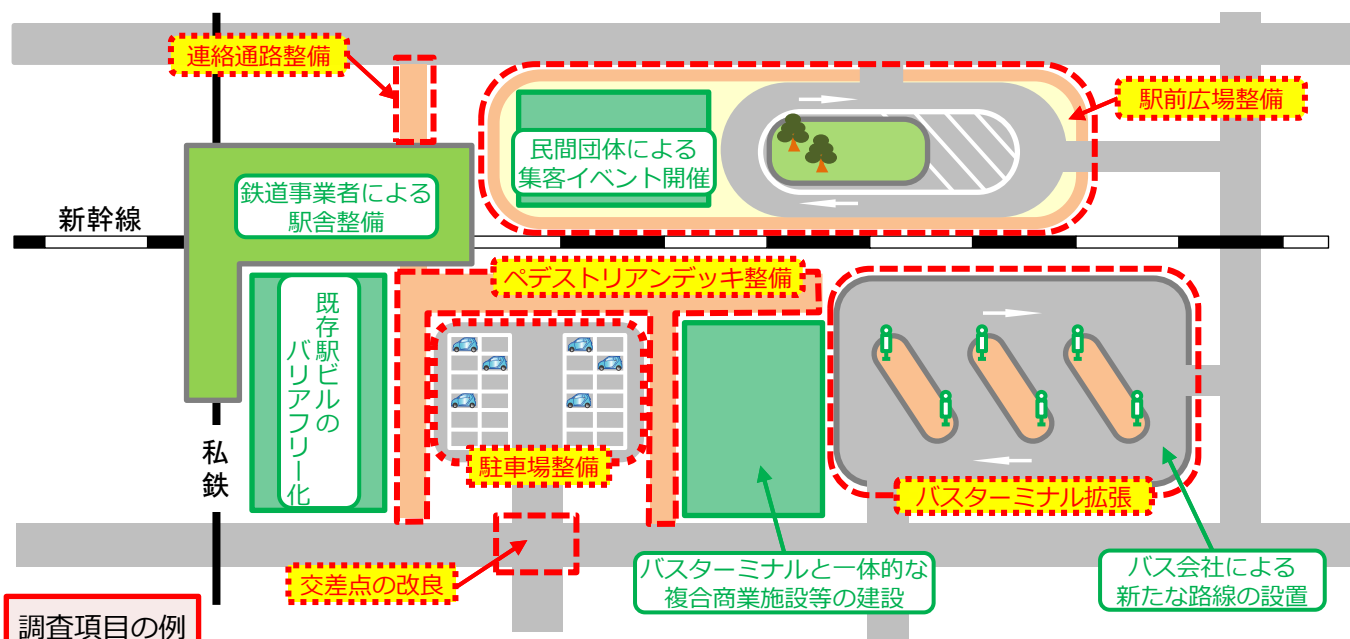 連絡通路整備
駅前広場整備
民間団体による
集客イベント開催
鉄道事業者による
駅舎整備
新幹線
ペデストリアンデッキ整備
既存駅ビルの
バリアフリー化
私鉄
駐車場整備
バスターミナル拡張
交差点の改良
バスターミナルと一体的な
複合商業施設等の建設
バス会社による
新たな路線の設置
調査項目の例